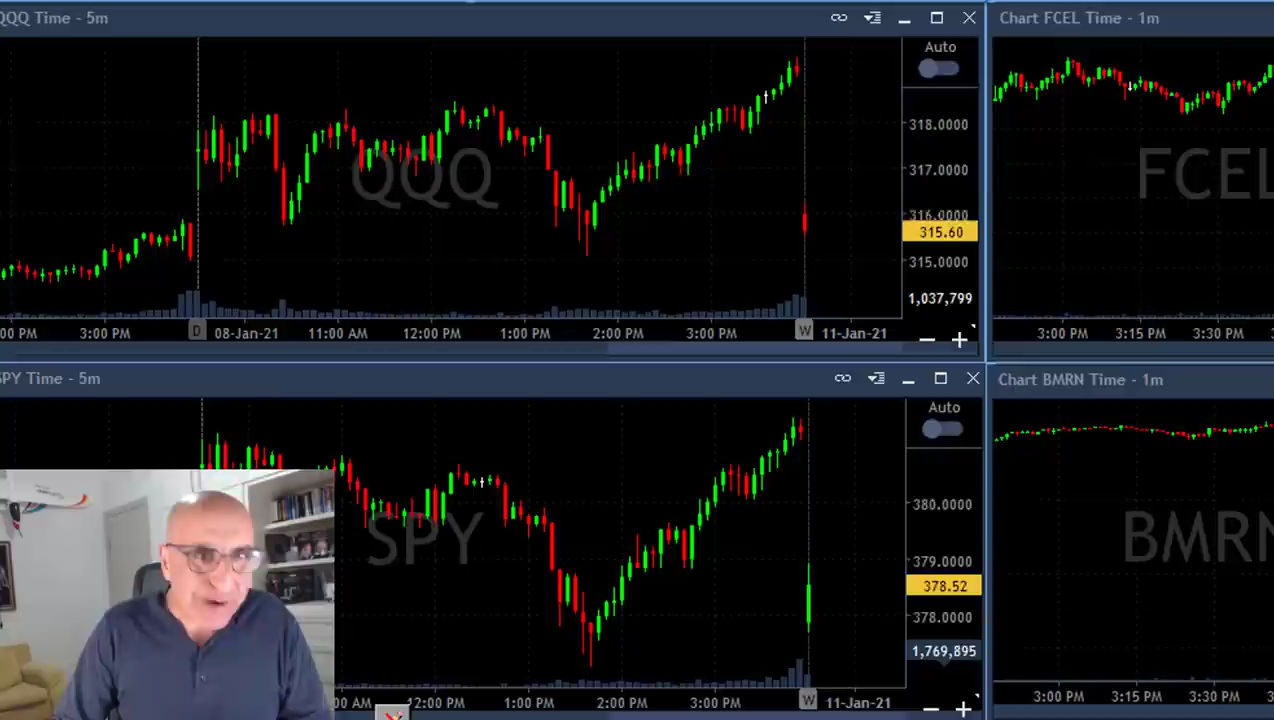 QQQ Time - 5m
Auto
318.0000
317.0000
316.0000
315.60
315.0000
1,037,799
QQQ
:00 PM 3:00 PM D 08-Jan-21 11:00 AM 12:00 PM 1:00 PM 2:00 PM 3:00 PM W 11-Jan-21
Chart FCEL Time - 1m
FCEL
3:00 PM 3:15 PM 3:30 PM
SPY Time - 5m
Auto
380.0000
379.0000
378.52
378.0000
1,769,895
SPY
:00 AM 12:00 PM 1:00 PM 2:00 PM 3:00 PM W 11-Jan-21
Chart BMRN Time - 1m
BMRN
3:00 PM 3:15 PM 3:30 PM